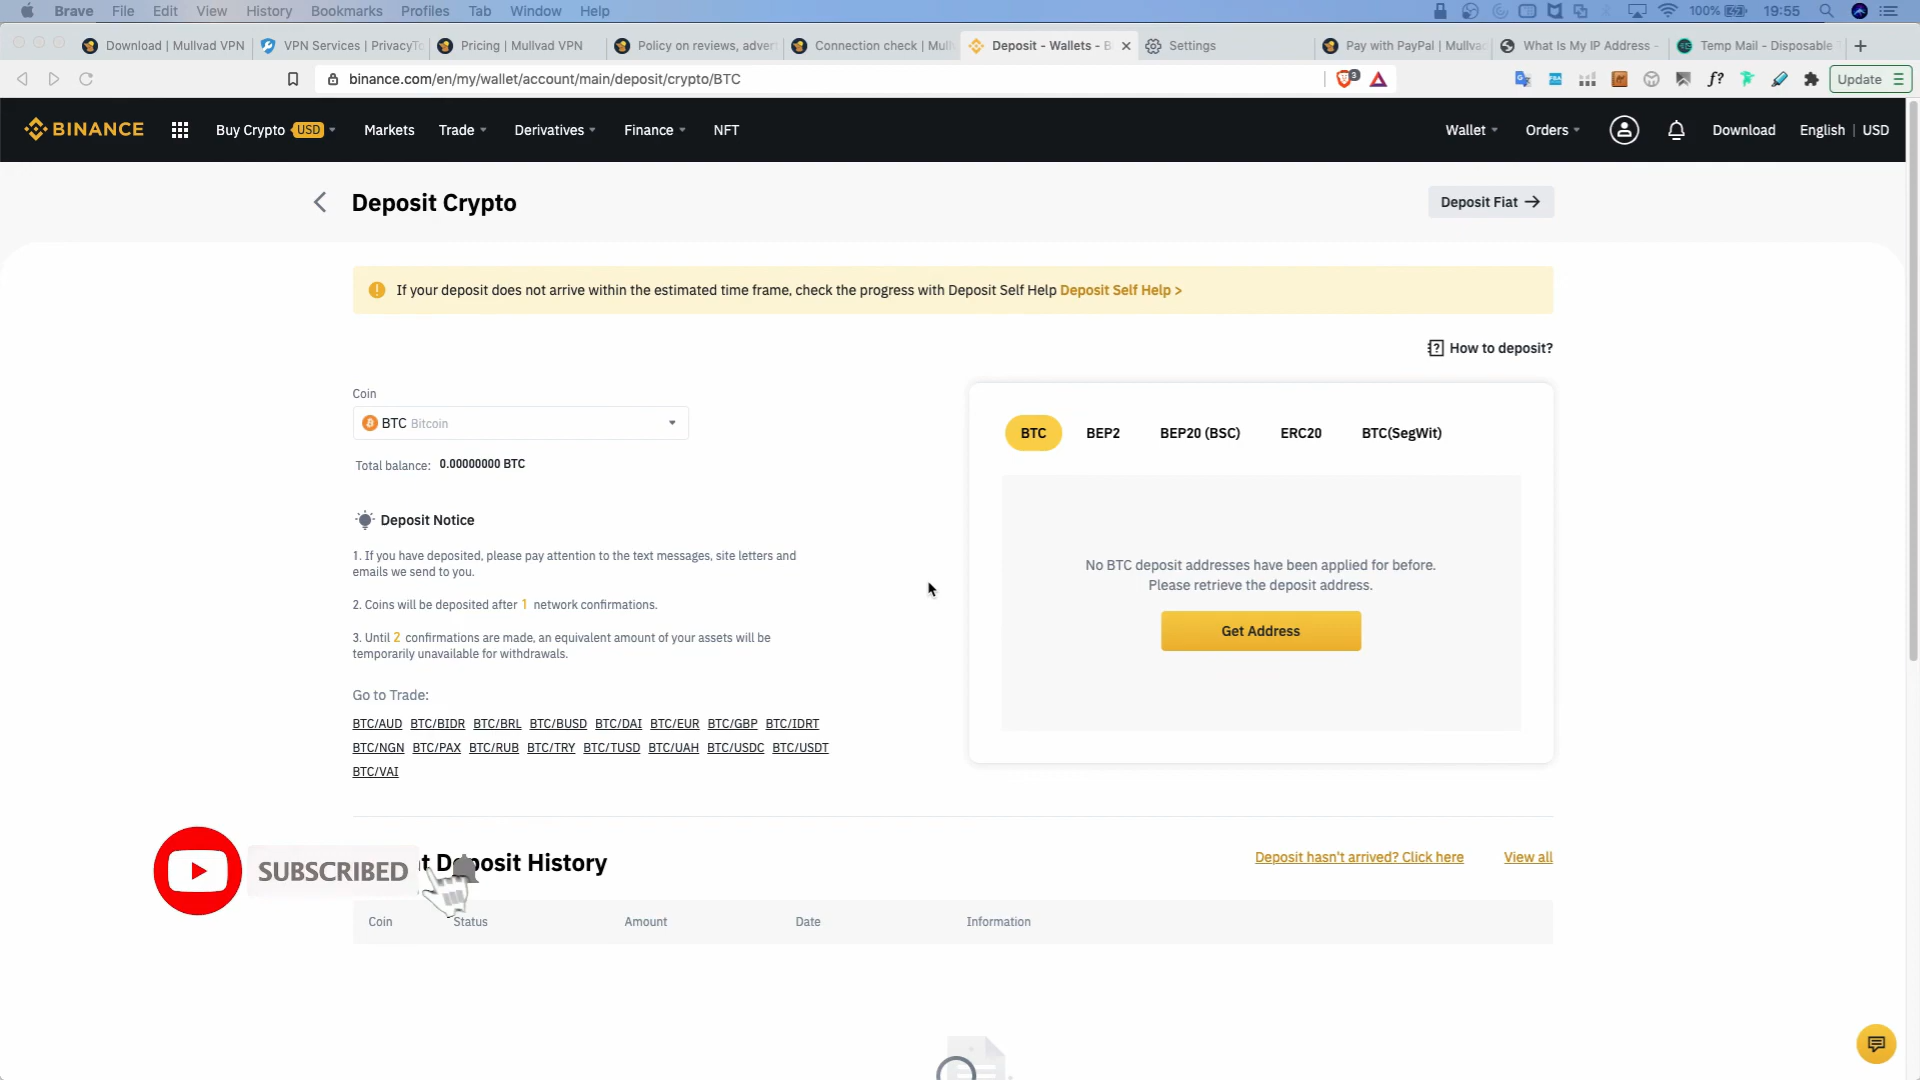 Brave File Edit View History Bookmarks Profiles Tab Window Help 100% 19:55
Download | Mullvad VPN VPN Services | PrivacyTo Pricing | Mullvad VPN Policy on reviews, adver Connection check | Mull Deposit - Wallets - B Settings Pay with PayPal | Mullva What Is My IP Address - Temp Mail - Disposable
binance.com/en/my/wallet/account/main/deposit/crypto/BTC 3 f? Update
BINANCE Buy Crypto USD Markets Trade Derivatives Finance NFT Wallet Orders Download English | USD
Deposit Crypto Deposit Fiat →
If your deposit does not arrive within the estimated time frame, check the progress with Deposit Self Help Deposit Self Help >
How to deposit?
Coin
BTC Bitcoin
Total balance: 0.00000000 BTC
BTC BEP2 BEP20 (BSC) ERC20 BTC(SegWit)
No BTC deposit addresses have been applied for before.
Please retrieve the deposit address.
Get Address
Deposit Notice
1. If you have deposited, please pay attention to the text messages, site letters and
emails we send to you.
2. Coins will be deposited after 1 network confirmations.
3. Until 2 confirmations are made, an equivalent amount of your assets will be
temporarily unavailable for withdrawals.
Go to Trade:
BTC/AUD BTC/BIDR BTC/BRL BTC/BUSD BTC/DAI BTC/EUR BTC/GBP BTC/IDRT
BTC/NGN BTC/PAX BTC/RUB BTC/TRY BTC/TUSD BTC/UAH BTC/USDC BTC/USDT
BTC/VAI
SUBSCRIBED
Deposit History Deposit hasn't arrived? Click here View all
Coin Status Amount Date Information